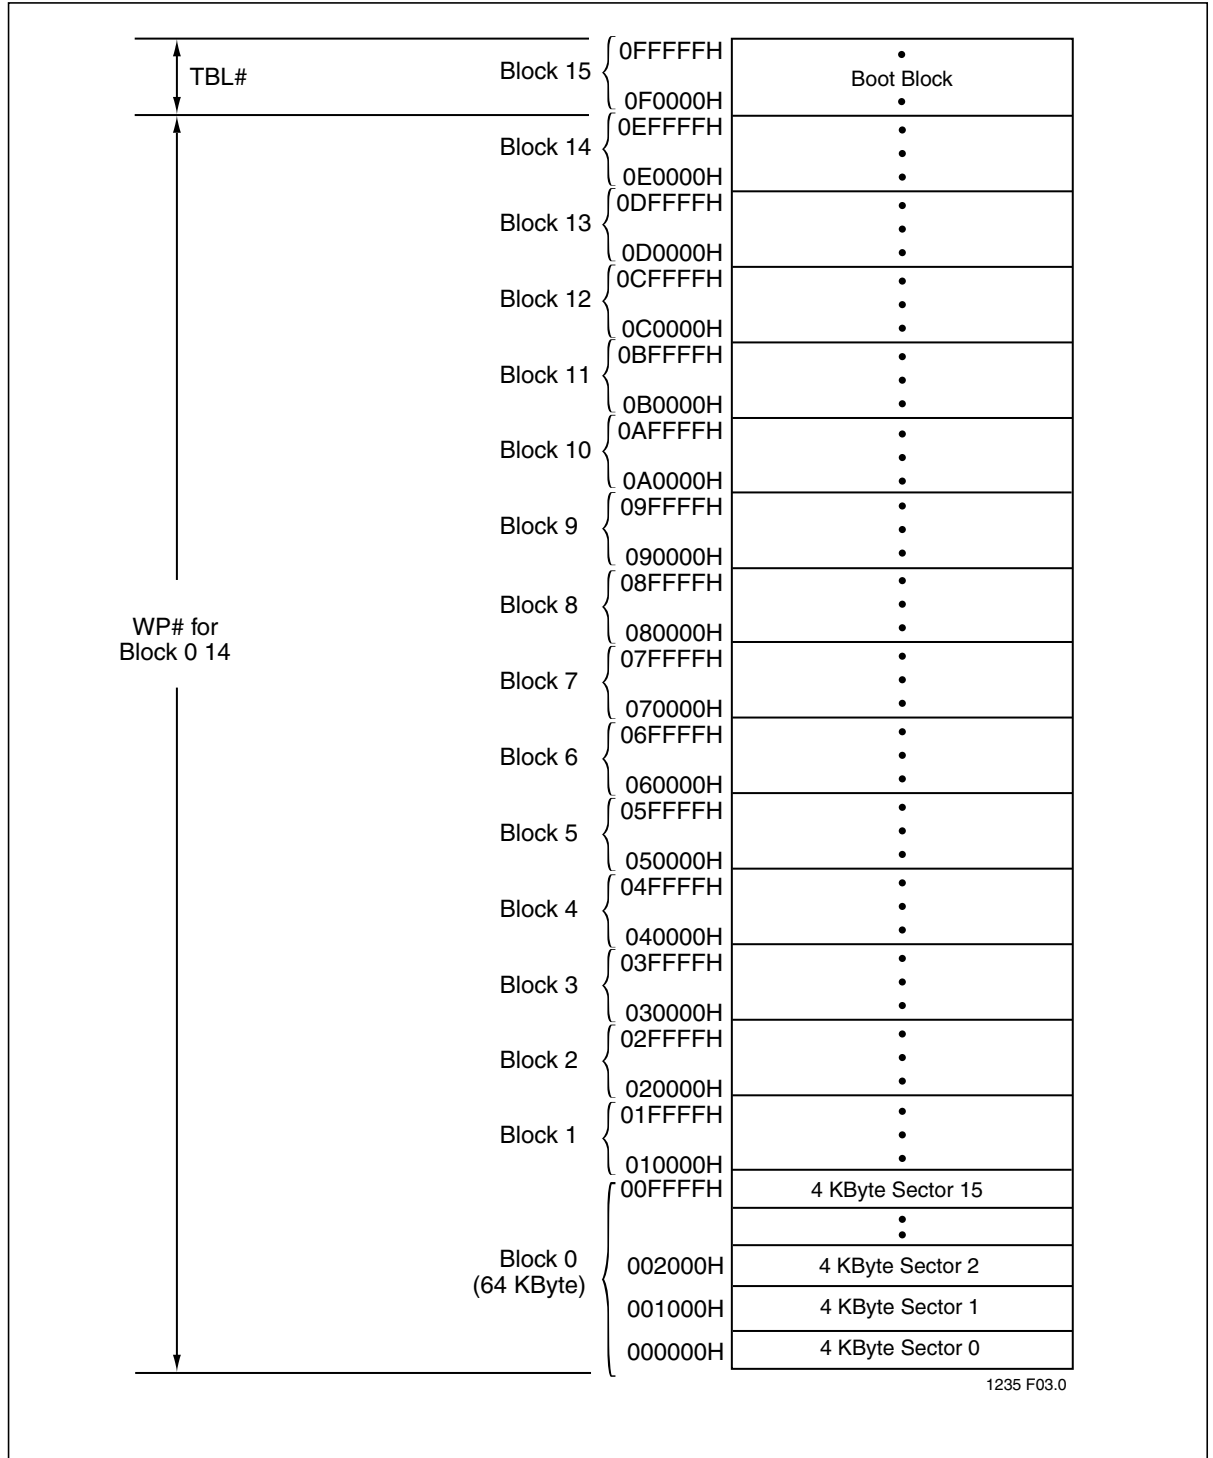 0FFFFFH
TBL#
Block 15
Boot Block
0F0000H
0EFFFFH
Block 14
0E0000H
0DFFFFH
Block 13
0D0000H
0CFFFFH
Block 12
0C0000H
0BFFFFH
Block 11
0B0000H
0AFFFFH
Block 10
0A0000H
09FFFFH
Block 9
090000H
08FFFFH
Block 8
080000H
WP# for
Block 0 14
07FFFFH
Block 7
070000H
06FFFFH
Block 6
060000H
05FFFFH
Block 5
050000H
04FFFFH
Block 4
040000H
03FFFFH
Block 3
030000H
02FFFFH
Block 2
020000H
01FFFFH
Block 1
010000H
00FFFFH
4 KByte Sector 15
Block 0
(64 KByte)
002000H
4 KByte Sector 2
001000H
4 KByte Sector 1
000000H
4 KByte Sector 0
1235 F03.0